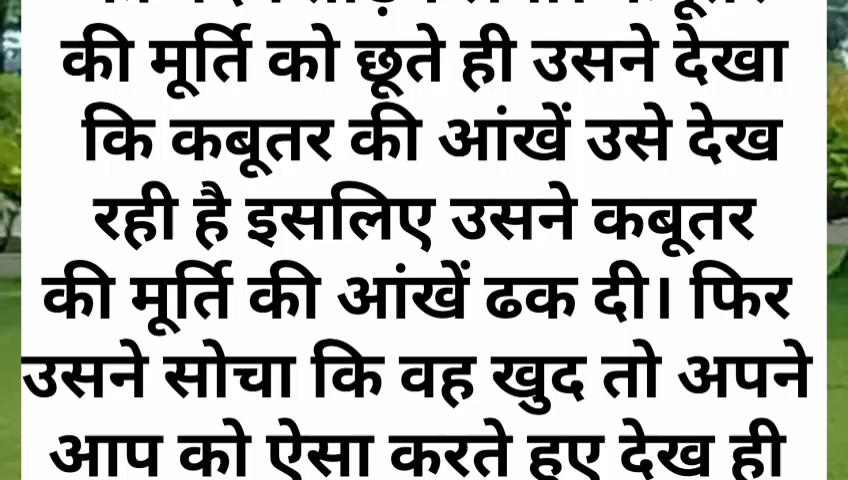 की मूर्ति को छूते ही उसने देखा
कि कबूतर की आंखें उसे देख
रही है इसलिए उसने कबूतर
की मूर्ति की आंखें ढक दी। फिर
उसने सोचा कि वह खुद तो अपने
आप को ऐसा करते हुए देख ही